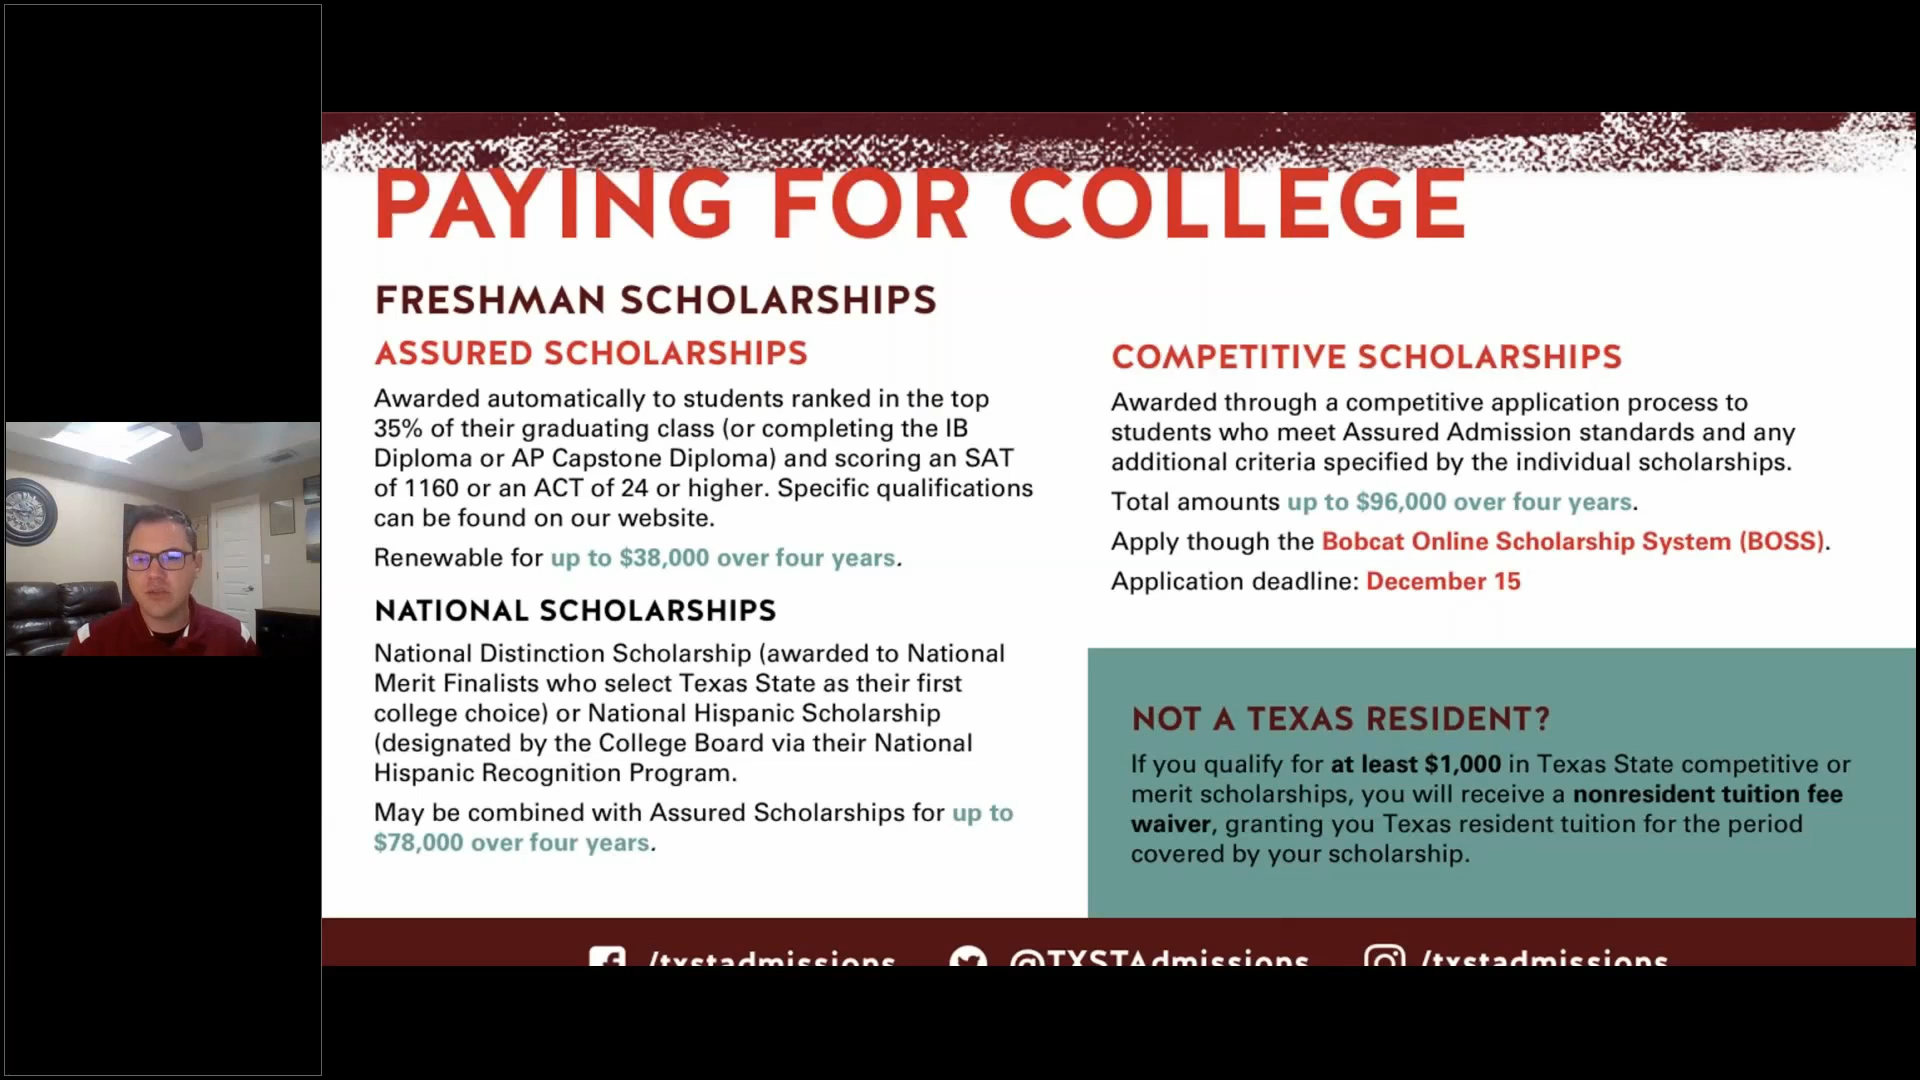 PAYING FOR COLLEGE
FRESHMAN SCHOLARSHIPS
ASSURED SCHOLARSHIPS
Awarded automatically to students ranked in the top
35% of their graduating class (or completing the IB
Diploma or AP Capstone Diploma) and scoring an SAT
of 1160 or an ACT of 24 or higher. Specific qualifications
can be found on our website.
Renewable for up to $38,000 over four years.
NATIONAL SCHOLARSHIPS
National Distinction Scholarship (awarded to National
Merit Finalists who select Texas State as their first
college choice) or National Hispanic Scholarship
(designated by the College Board via their National
Hispanic Recognition Program.
May be combined with Assured Scholarships for up to
$78,000 over four years.
COMPETITIVE SCHOLARSHIPS
Awarded through a competitive application process to
students who meet Assured Admission standards and any
additional criteria specified by the individual scholarships.
Total amounts up to $96,000 over four years.
Apply though the Bobcat Online Scholarship System (BOSS).
Application deadline: December 15
NOT A TEXAS RESIDENT?
If you qualify for at least $1,000 in Texas State competitive or
merit scholarships, you will receive a nonresident tuition fee
waiver, granting you Texas resident tuition for the period
covered by your scholarship.
/txstadmissions @TXSTAdmissions /txstadmissions